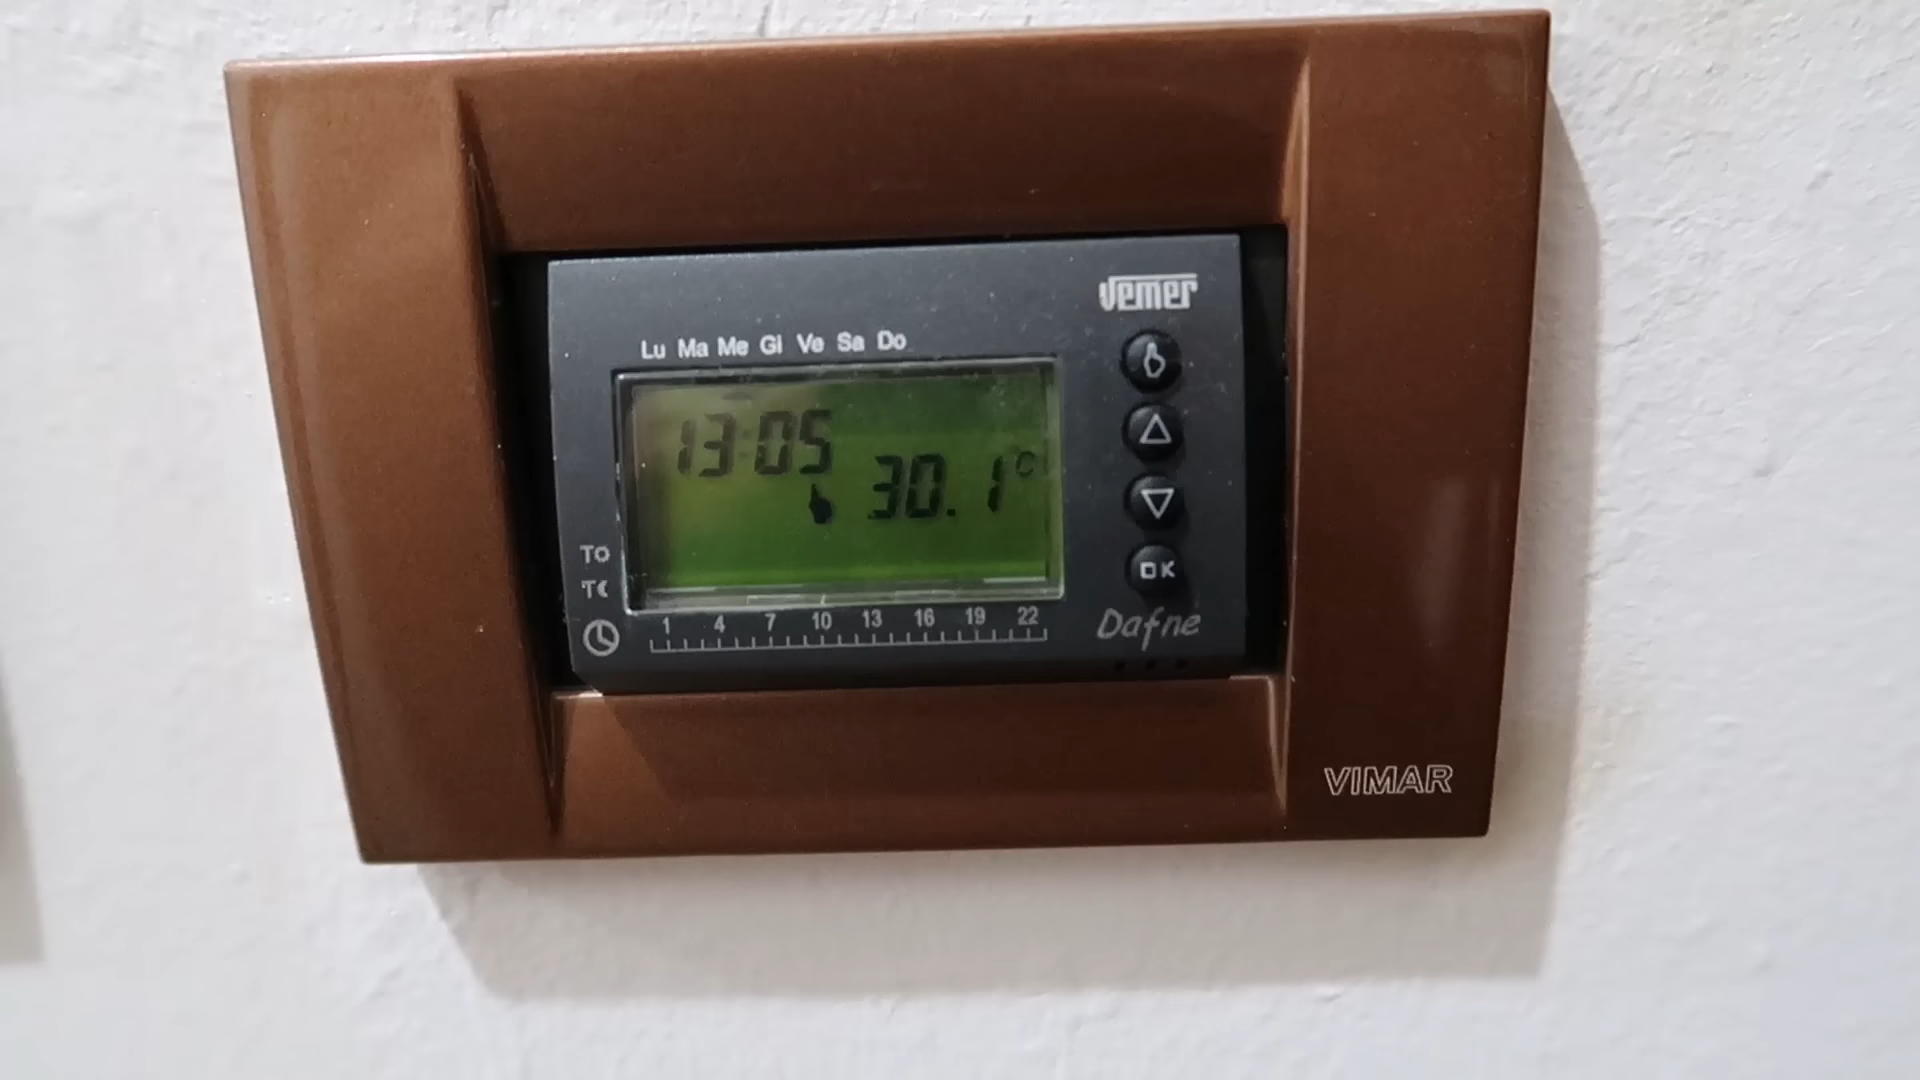 vemer
Lu Ma Me Gi Ve Sa Do
13:05
30.1°C
T
T
OK
1 4 7 10 13 16 19 22
Dafne
VIMAR